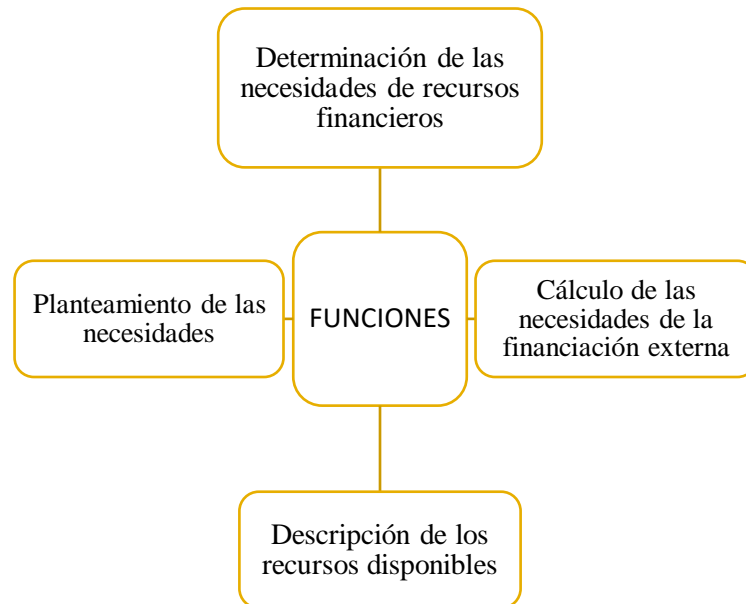 Determinación de las
necesidades de recursos
financieros
Planteamiento de las
necesidades
FUNCIONES
Cálculo de las
necesidades de la
financiación externa
Descripción de los
recursos disponibles